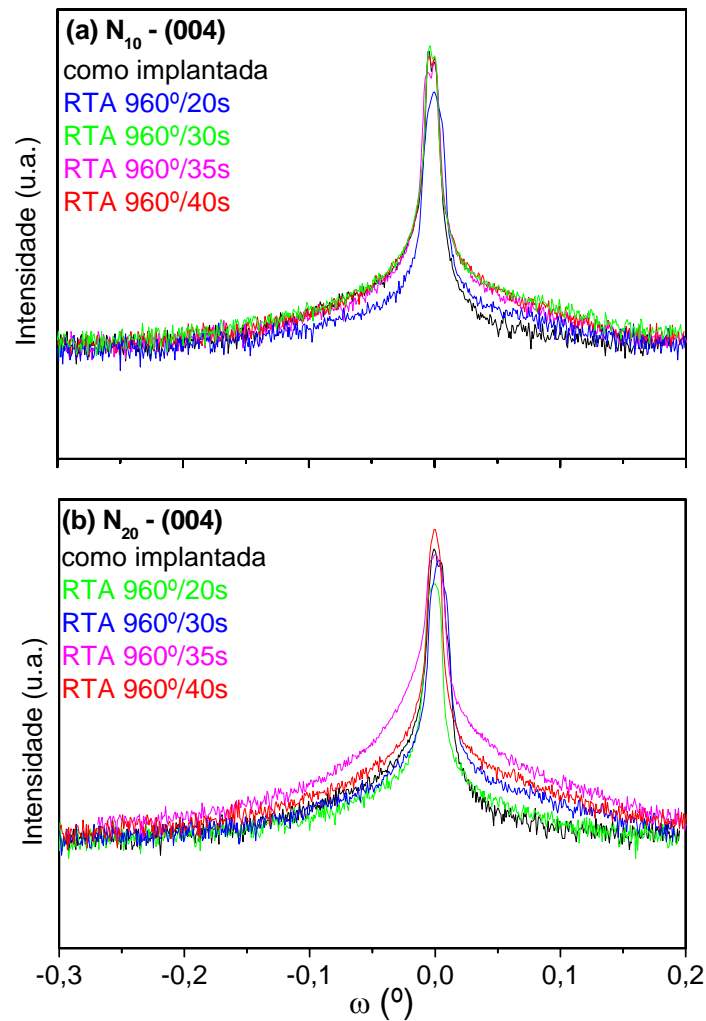 (a) N₁₀ - (004)
como implantada
RTA 960º/20s
RTA 960º/30s
RTA 960º/35s
RTA 960º/40s
Intensidade (u.a.)
(b) N₂₀ - (004)
como implantada
RTA 960º/20s
RTA 960º/30s
RTA 960º/35s
RTA 960º/40s
Intensidade (u.a.)
-0,3 -0,2 -0,1 0,0 0,1 0,2
ω (º)